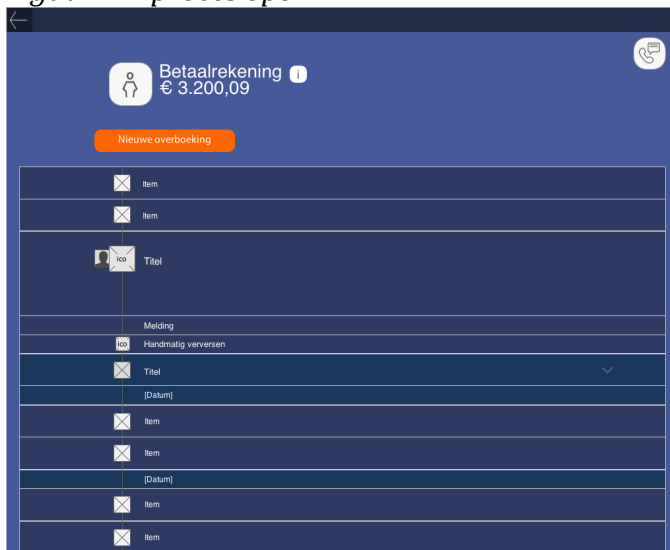 Betaalrekening i
€ 3.200,09
Nieuwe overboeking
Item
Item
ico Titel
Melding
ico Handmatig verversen
Titel
[Datum]
Item
Item
[Datum]
Item
Item